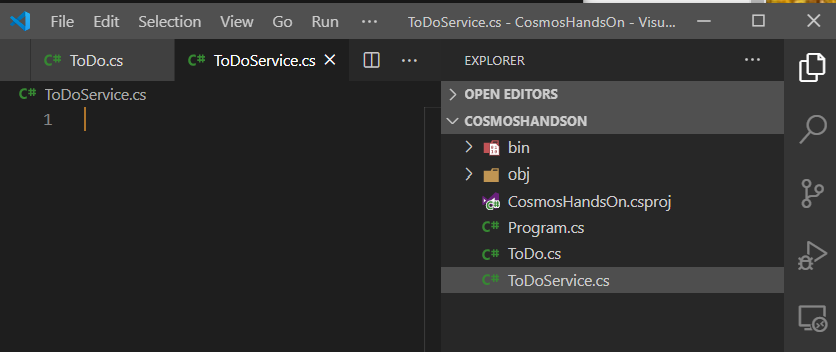 File Edit Selection View Go Run ··· ToDoService.cs - CosmosHandsOn - Visu...
C# ToDo.cs C# ToDoService.cs ···
C# ToDoService.cs
1
EXPLORER ···
OPEN EDITORS
COSMOSHANDSON
bin
obj
CosmosHandsOn.csproj
C# Program.cs
C# ToDo.cs
C# ToDoService.cs